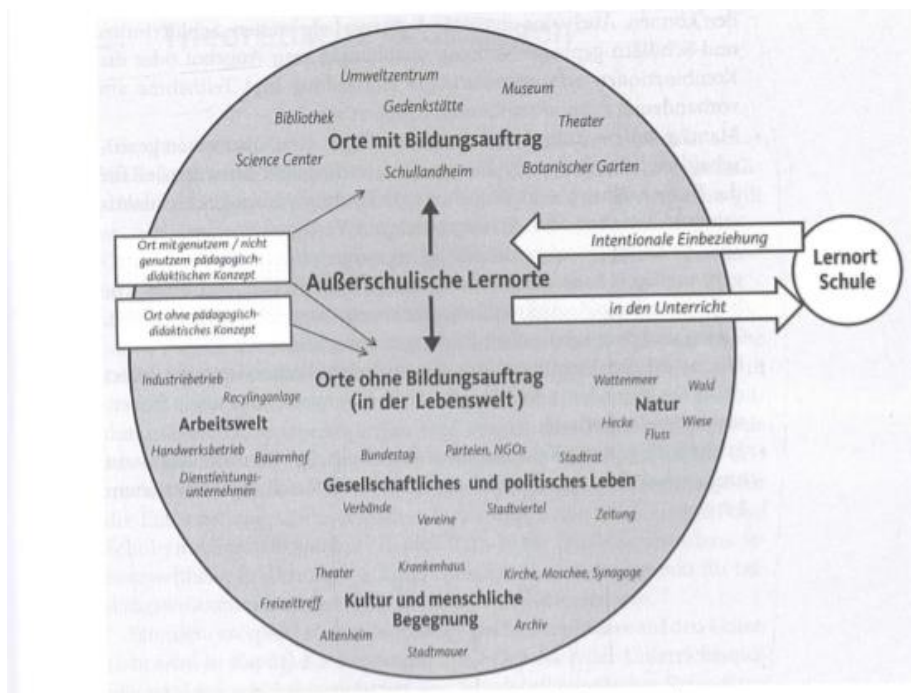 Umweltzentrum
Museum
Gedenkstätte
Bibliothek
Theater
Orte mit Bildungsauftrag
Science Center
Schullandheim
Botanischer Garten
Ort mit genutzem / nicht
genutzem pädagogisch-
didaktischen Konzept
Intentionale Einbeziehung
Lernort
Schule
Außerschulische Lernorte
in den Unterricht
Ort ohne pädagogisch-
didaktisches Konzept
Orte ohne Bildungsauftrag
(in der Lebenswelt )
Industriebetrieb
Recylinganlage
Arbeitswelt
Handwerksbetrieb
Bauernhof
Dienstleistungs-
unternehmen
Wattenmeer
Wald
Natur
Hecke
Fluss
Wiese
Bundestag
Parteien, NGOs
Stadtrat
Gesellschaftliches und politisches Leben
Verbände
Vereine
Stadtviertel
Zeitung
Theater
Krankenhaus
Kirche, Moschee, Synagoge
Freizeittreff
Kultur und menschliche
Begegnung
Altenheim
Archiv
Stadtmauer